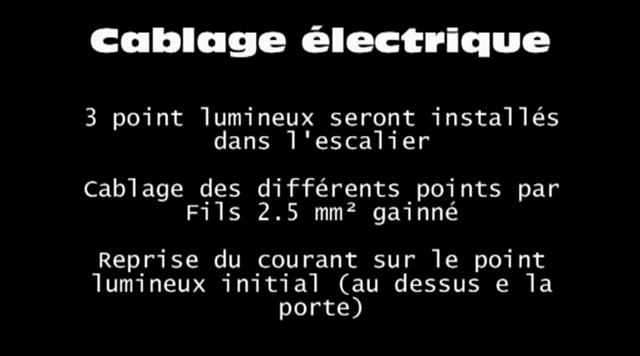 Cablage électrique
3 point lumineux seront installés
dans l'escalier
Cablage des différents points par
Fils 2.5 mm² gainné
Reprise du courant sur le point
lumineux initial (au dessus e la
porte)